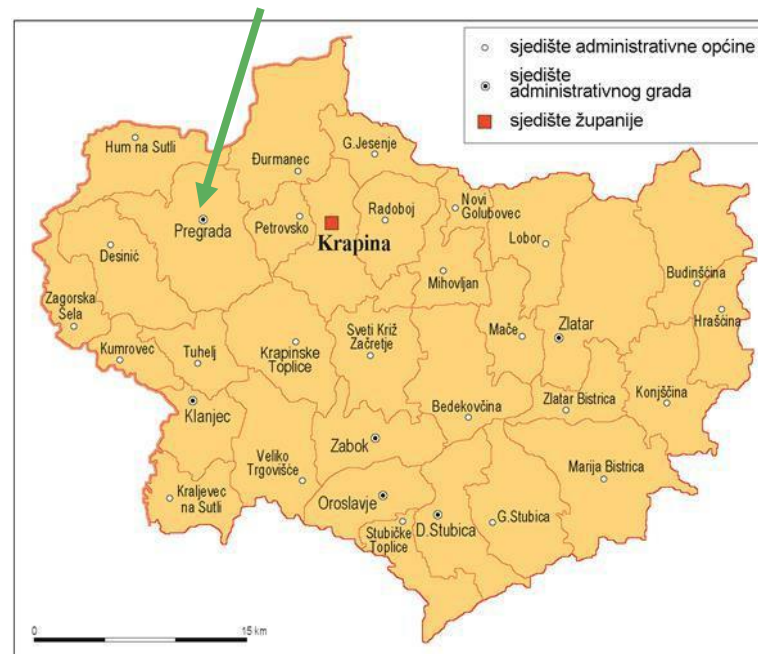 sjedište administrativne općine
sjedište
administrativnog grada
sjedište županije
Hum na Sutli
Đurmanec
G.Jesenje
Pregrada
Petrovsko
Krapina
Radoboj
Novi
Golubovec
Lobor
Desinić
Mihovljan
Budinščina
Zagorska
Sela
Hrašćina
Kumrovec
Tuhelj
Krapinske
Toplice
Sveti Križ
Začretje
Mače
Zlatar
Klanjec
Bedekovčina
Zlatar Bistrica
Konjščina
Veliko
Trgovišće
Zabok
Marija Bistrica
Kraljevec
na Sutli
Oroslavje
Stubičke
Toplice
D.Stubica
G.Stubica
0 15 km